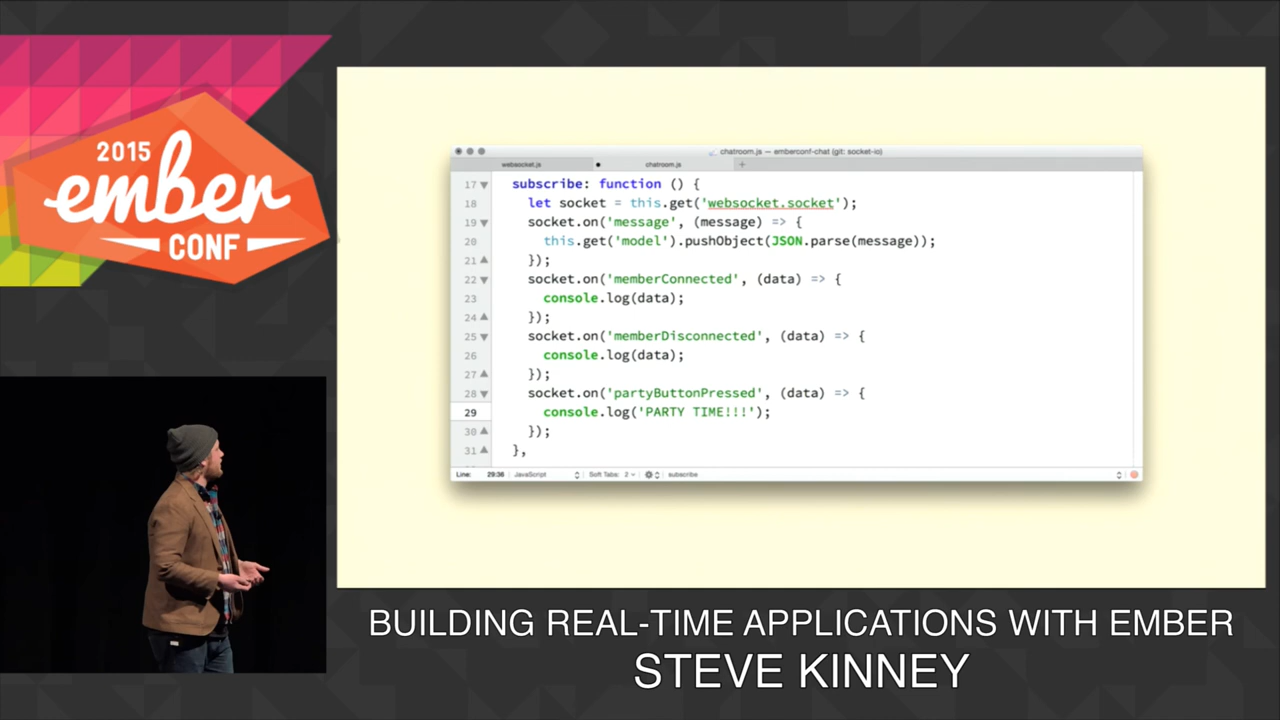 2015
ember
CONF
chatroom.js — emberconf-chat (git: socket-io)
websocket.js
chatroom.js
+
17 subscribe: function () {
18 let socket = this.get('websocket.socket');
19 socket.on('message', (message) => {
20 this.get('model').pushObject(JSON.parse(message));
21 });
22 socket.on('memberConnected', (data) => {
23 console.log(data);
24 });
25 socket.on('memberDisconnected', (data) => {
26 console.log(data);
27 });
28 socket.on('partyButtonPressed', (data) => {
29 console.log('PARTY TIME!!!');
30 });
31 },
Line: 29:36 JavaScript Soft Tabs: 2 subscribe
BUILDING REAL-TIME APPLICATIONS WITH EMBER
STEVE KINNEY